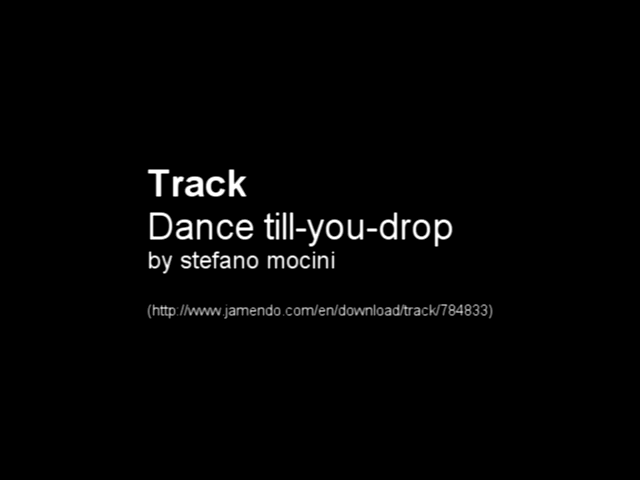 Track
Dance till-you-drop
by stefano mocini
(http://www.jamendo.com/en/download/track/784833)